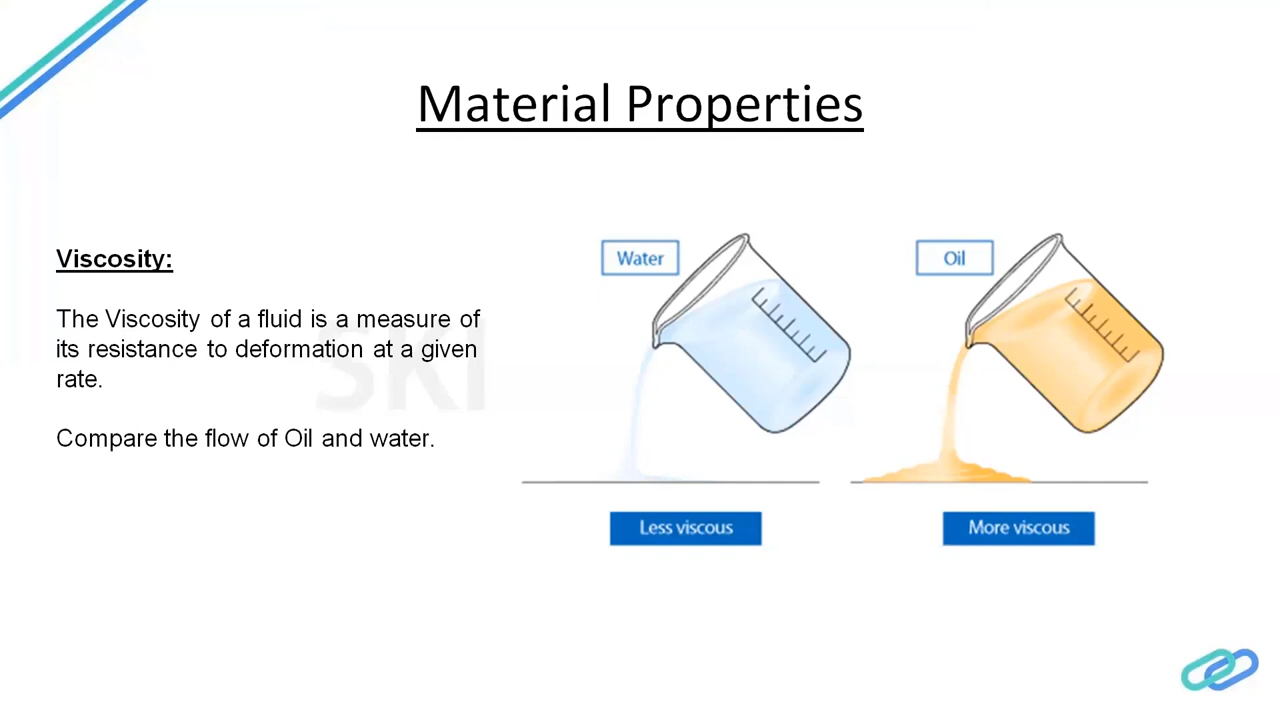 Material Properties
Viscosity:
The Viscosity of a fluid is a measure of
its resistance to deformation at a given
rate.
Compare the flow of Oil and water.
Water
Oil
Less viscous
More viscous